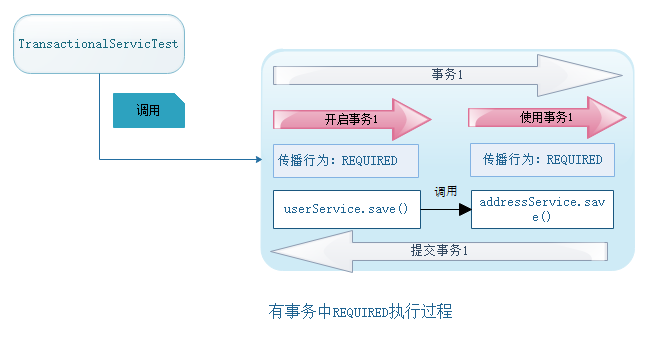 TransactionalServicTest
调用
事务1
开启事务1
使用事务1
传播行为: REQUIRED
传播行为: REQUIRED
userService.save()
调用
addressService.sav
e()
提交事务1
有事务中REQUIRED执行过程